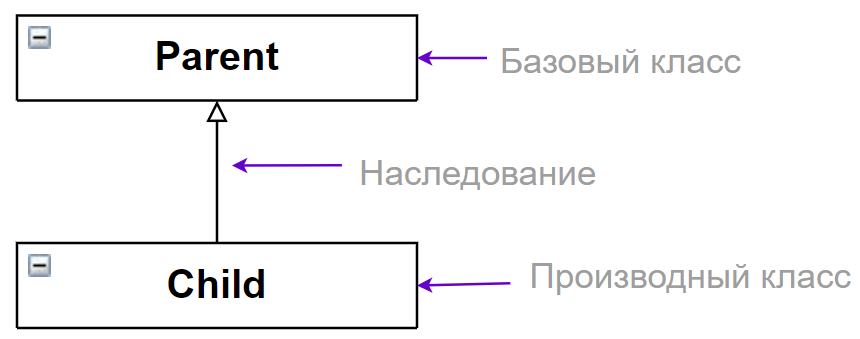 Parent
Базовый класс
Наследование
Child
Производный класс